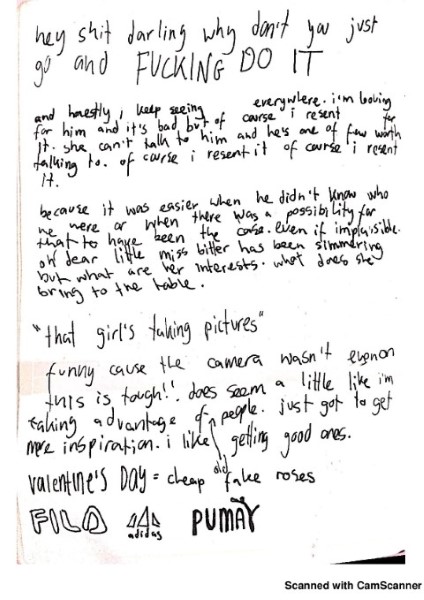 hey shit darling why don't you just
go and FUCKING DO IT
and honestly i keep seeing everywhere. i'm looking
for him and it's bad but of course i resent for
it. she can't talk to him and he's one of few worth
talking to. of course i resent it of course i resent
it.
because it was easier when he didn't know who
we were or when there was a possibility for
that to have been the case. even if implausible.
oh dear little miss bitter has been simmering
but what are her interests. what does she
bring to the table.
"that girl's taking pictures"
funny cause the camera wasn't even on
this is tough!! does seem a little like i'm
taking advantage of people. just got to get
more inspiration. i like getting good ones.
old
valentine's DAY = cheap fake roses
FILA adidas PUMA
Scanned with CamScanner